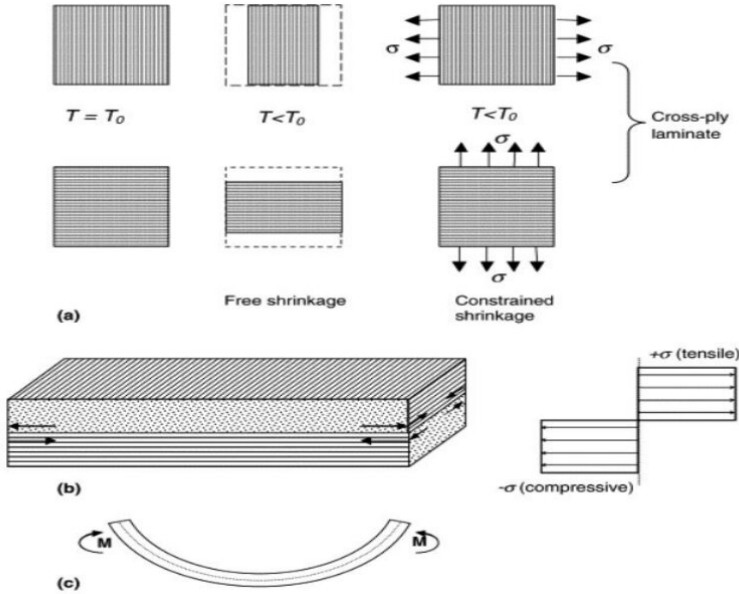 σ
σ
T = T₀
T<T₀
T<T₀
Cross-ply
laminate
σ
σ
Free shrinkage
Constrained
shrinkage
(a)
+σ (tensile)
(b)
-σ (compressive)
M
M
(c)